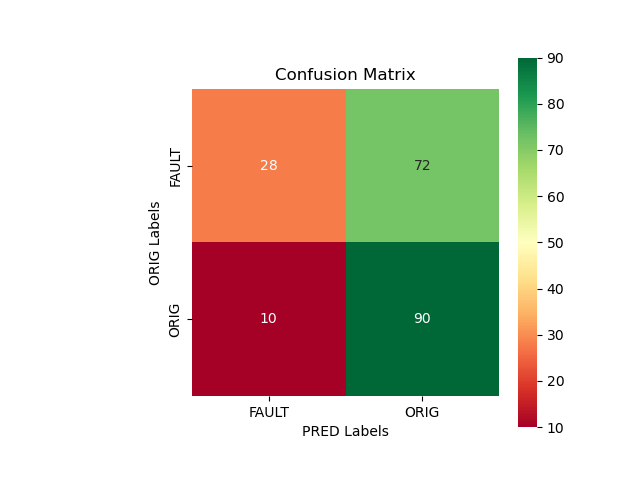 Confusion Matrix
FAULT
ORIG
ORIG Labels
28
72
10
90
FAULT
ORIG
PRED Labels
90
80
70
60
50
40
30
20
10